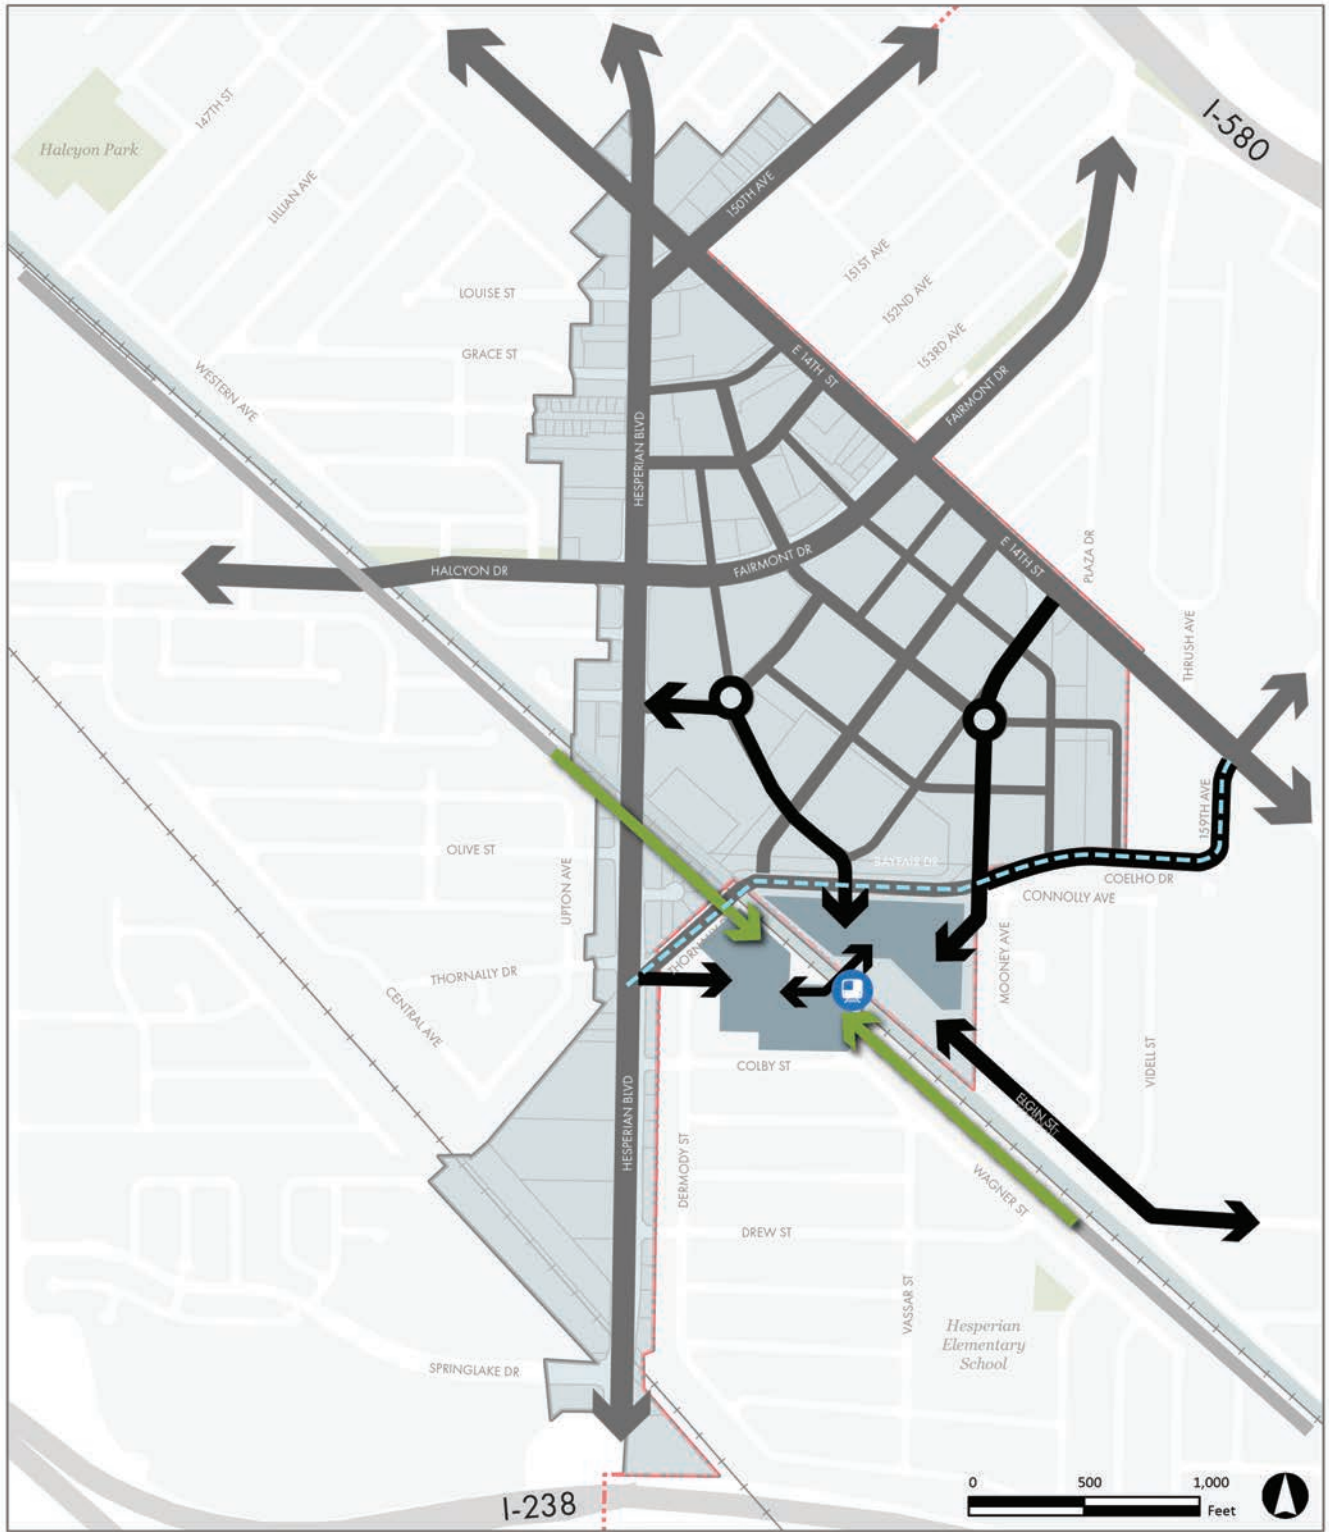 I-580
147TH ST
Halcyon Park
LILLIAN AVE
150TH AVE
151ST AVE
LOUISE ST
152ND AVE
153RD AVE
GRACE ST
E 14TH ST
WESTERN AVE
FAIRMONT DR
HESPERIAN BLVD
E 14TH ST
PLAZA DR
HALCYON DR
FAIRMONT DR
THRUSH AVE
159TH AVE
OLIVE ST
BAYFAIR DR
UPTON AVE
COELHO DR
CONNOLLY AVE
THORNALLY DR
MOONEY AVE
CENTRAL AVE
COLBY ST
VIDELL ST
ELGIN ST
HESPERIAN BLVD
DERMODY ST
WAGNER ST
DREW ST
VASSAR ST
Hesperian
Elementary
School
SPRINGLAKE DR
0 500 1,000
Feet
I-238